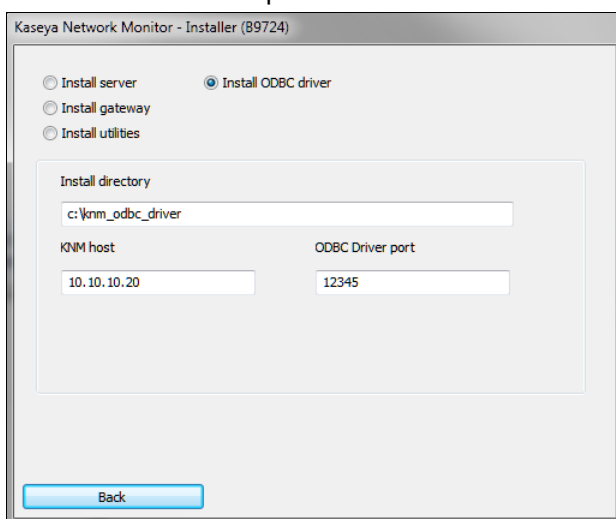 Kaseya Network Monitor - Installer (B9724)
Install server
Install ODBC driver
Install gateway
Install utilities
Install directory
c:\knm_odbc_driver
KNM host
ODBC Driver port
10.10.10.20
12345
Back